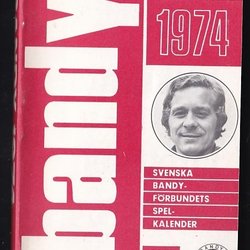 bandy
1974
SVENSKA
BANDY-
FÖRBUNDETS
SPEL-
KALENDER